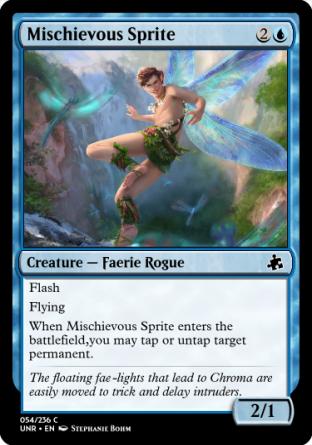 Mischievous Sprite 2
Creature — Faerie Rogue
Flash
Flying
When Mischievous Sprite enters the
battlefield,you may tap or untap target
permanent.
The floating fae-lights that lead to Chroma are
easily moved to trick and delay intruders.
2/1
054/236 C
UNR • EN Stephanie Bohm